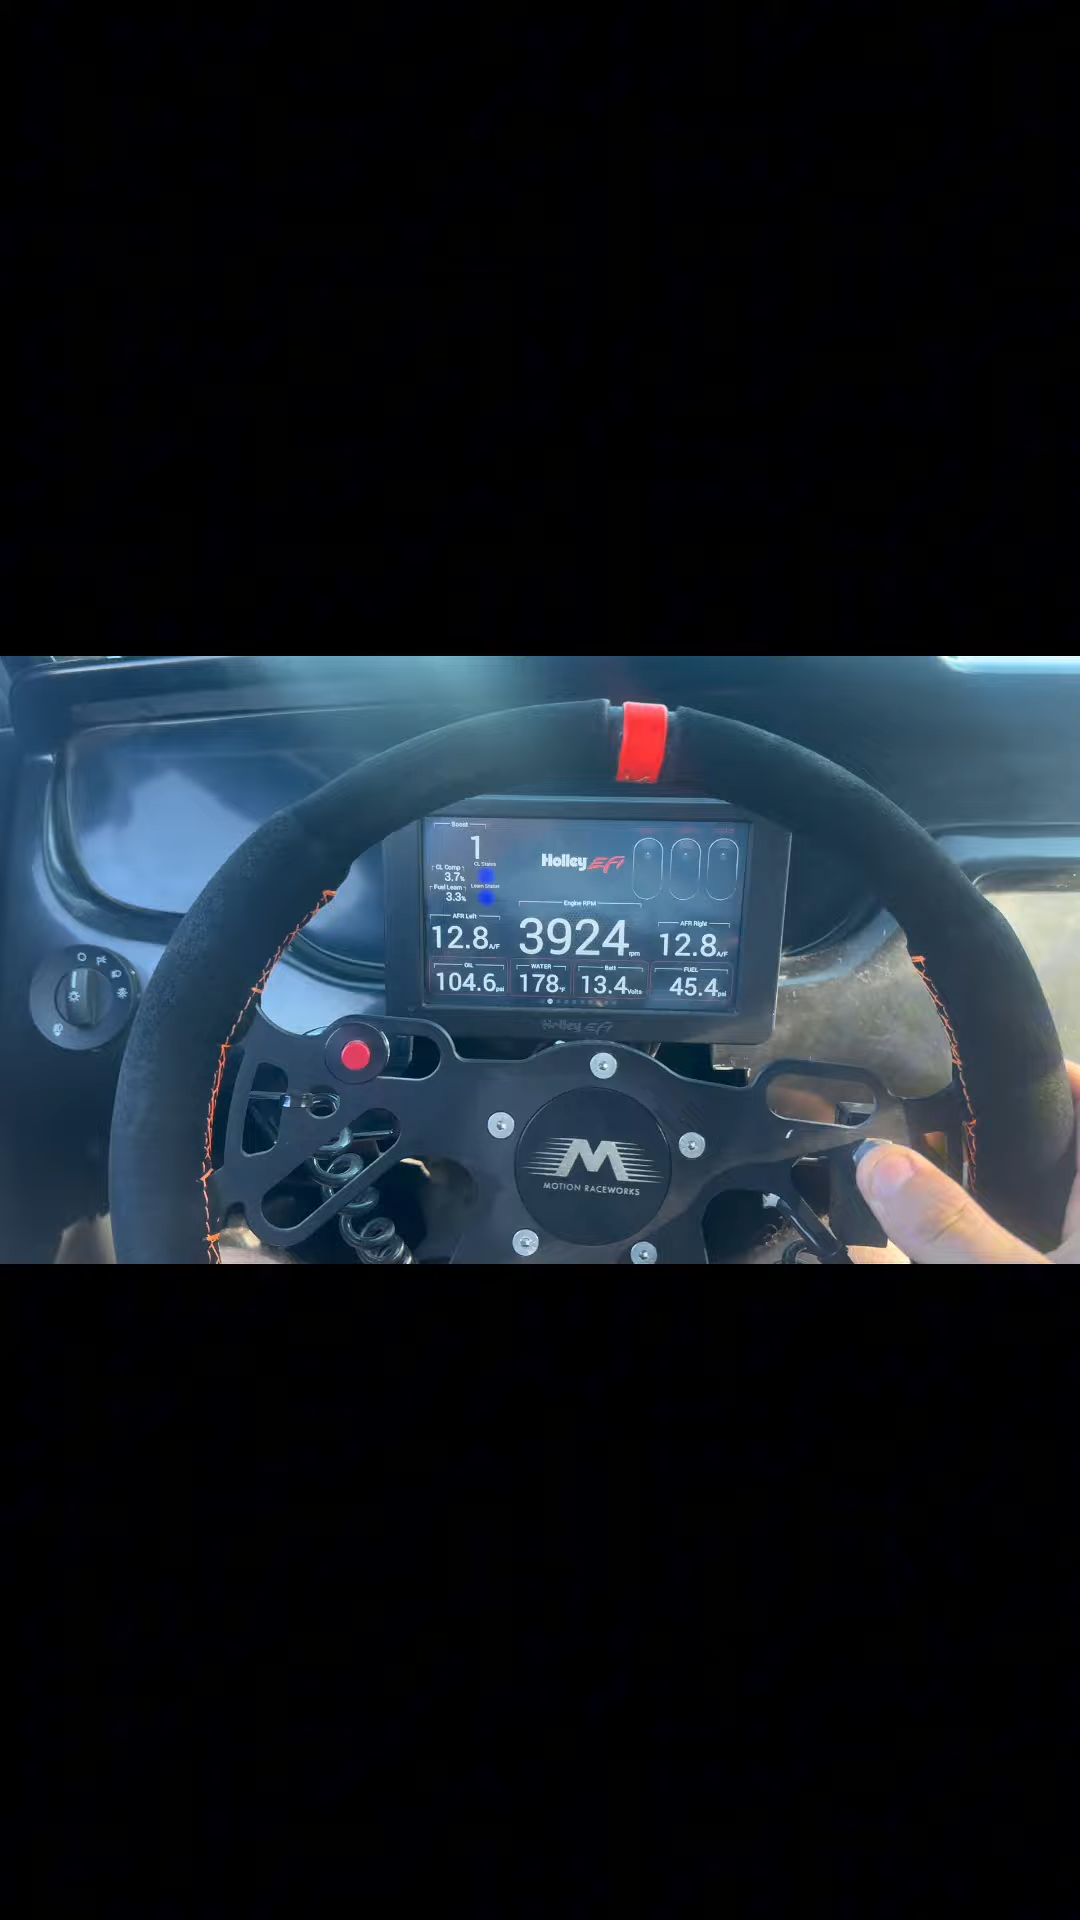 Boost
1
CL Status
CL Comp
3.7%
Learn Status
Fuel Learn
3.3%
Holley EFI
Engine RPM
3924 rpm
AFR Left
12.8 A/F
AFR Right
12.8 A/F
OIL
104.6 psi
WATER
178 °F
Batt
13.4 Volts
FUEL
45.4 psi
Holley EFI
M
MOTION RACEWORKS